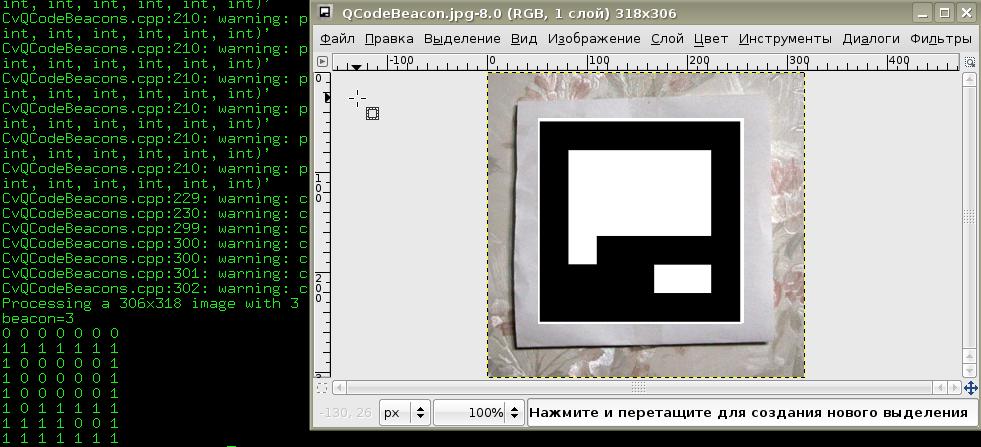 int, int, int, int, int)'
CvQCodeBeacons.cpp:210: warning: p
int, int, int, int, int, int)'
CvQCodeBeacons.cpp:210: warning: p
int, int, int, int, int, int)'
CvQCodeBeacons.cpp:210: warning: p
int, int, int, int, int, int)'
CvQCodeBeacons.cpp:210: warning: p
int, int, int, int, int, int)'
CvQCodeBeacons.cpp:210: warning: p
int, int, int, int, int, int)'
CvQCodeBeacons.cpp:210: warning: p
int, int, int, int, int, int)'
CvQCodeBeacons.cpp:229: warning: c
CvQCodeBeacons.cpp:230: warning: c
CvQCodeBeacons.cpp:299: warning: c
CvQCodeBeacons.cpp:300: warning: c
CvQCodeBeacons.cpp:300: warning: c
CvQCodeBeacons.cpp:301: warning: c
CvQCodeBeacons.cpp:302: warning: c
Processing a 306x318 image with 3
beacon=3
0 0 0 0 0 0 0
1 1 1 1 1 1 1
1 0 0 0 0 0 1
1 0 0 0 0 0 1
1 0 0 0 0 0 1
1 0 1 1 1 1 1
1 1 1 1 0 0 1
1 1 1 1 1 1 1
QCodeBeacon.jpg-8.0 (RGB, 1 слой) 318x306
Файл Правка Выделение Вид Изображение Слой Цвет Инструменты Диалоги Фильтры
-100 0 100 200 300 400
0
100
200
-130, 26 px 100% Нажмите и перетащите для создания нового выделения